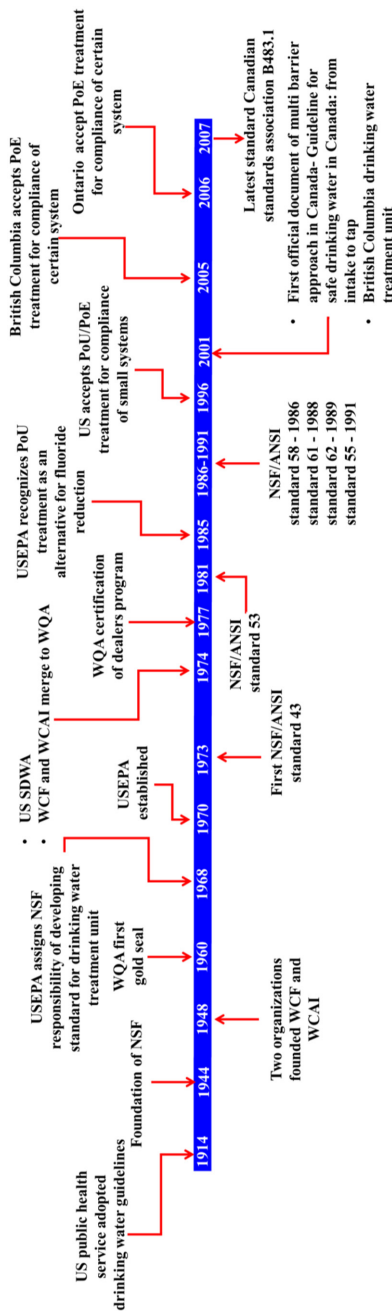 US public health
service adopted
drinking water guidelines
Foundation of NSF
USEPA assigns NSF
responsibility of developing
standard for drinking water
treatment unit
WQA first
gold seal
• US SDWA
• WCF and WCAI merge to WQA
USEPA
established
WQA certification
of dealers program
USEPA recognizes PoU
treatment as an
alternative for fluoride
reduction
US accepts PoU/PoE
treatment for compliance
of small systems
British Columbia accepts PoE
treatment for compliance of
certain system
Ontario accept PoE treatment
for compliance of certain
system
1914
1944
1948
1960
1968
1970
1973
1974
1977
1981
1985
1986-1991
1996
2001
2005
2006
2007
Two organizations
founded WCF and
WCAI
First NSF/ANSI
standard 43
NSF/ANSI
standard 53
NSF/ANSI
standard 58 - 1986
standard 61 - 1988
standard 62 - 1989
standard 55 - 1991
Latest standard Canadian
standards association B483.1
• First official document of multi barrier
approach in Canada- Guideline for
safe drinking water in Canada: from
intake to tap
• British Columbia drinking water
treatment unit